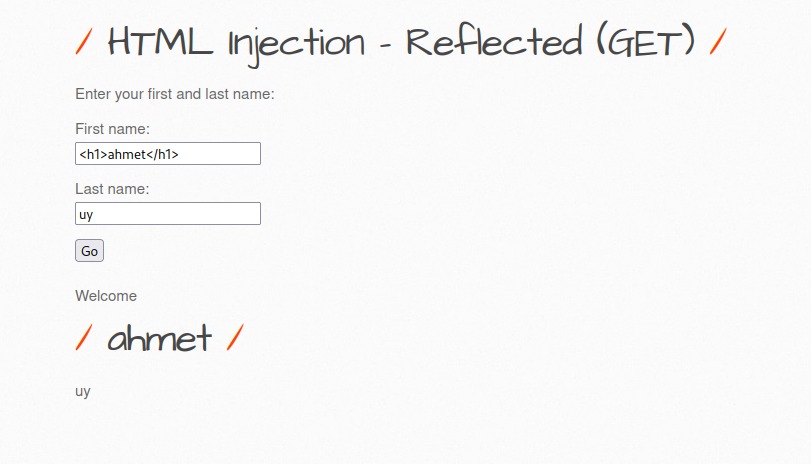 / HTML Injection - Reflected (GET) /
Enter your first and last name:
First name:
<h1>ahmet</h1>
Last name:
uy
Go
Welcome
/ ahmet /
uy